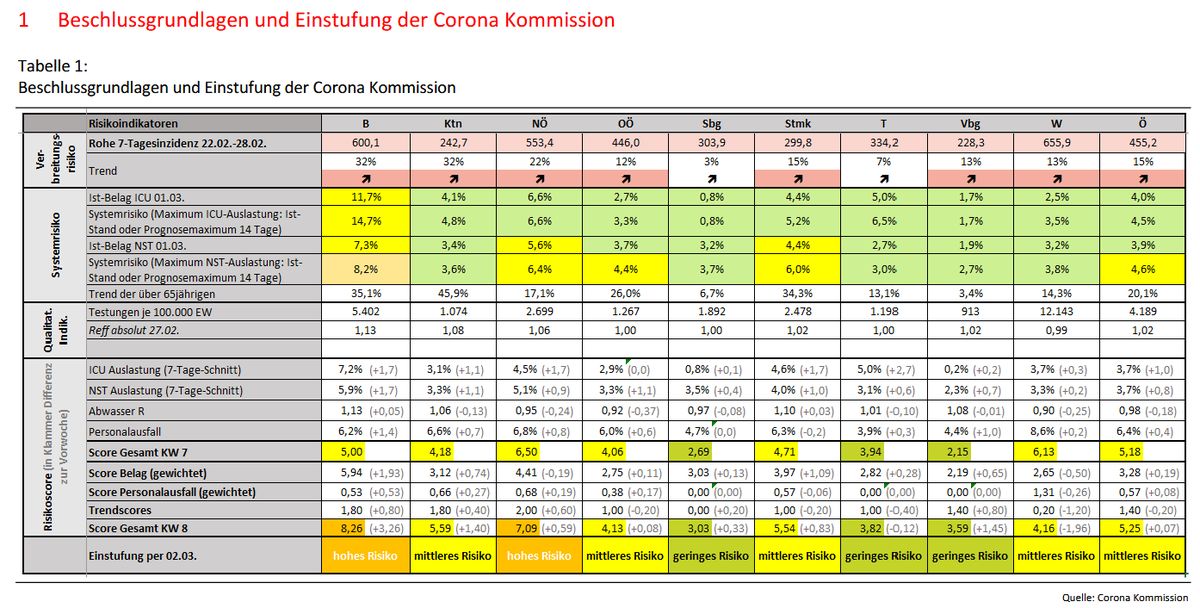 1 Beschlussgrundlagen und Einstufung der Corona Kommission
Tabelle 1:
Beschlussgrundlagen und Einstufung der Corona Kommission
Risikoindikatoren B Ktn NÖ OÖ Sbg Stmk T Vbg W Ö
Ver-
breitungs-
risiko
Rohe 7-Tagesinzidenz 22.02.-28.02. 600,1 242,7 553,4 446,0 303,9 299,8 334,2 228,3 655,9 455,2
Trend 32% 32% 22% 12% 3% 15% 7% 13% 13% 15%
Systemrisiko
Ist-Belag ICU 01.03. 11,7% 4,1% 6,6% 2,7% 0,8% 4,4% 5,0% 1,7% 2,5% 4,0%
Systemrisiko (Maximum ICU-Auslastung: Ist-
Stand oder Prognosemaximum 14 Tage) 14,7% 4,8% 6,6% 3,3% 0,8% 5,2% 6,5% 1,7% 3,5% 4,5%
Ist-Belag NST 01.03. 7,3% 3,4% 5,6% 3,7% 3,2% 4,4% 2,7% 1,9% 3,2% 3,9%
Systemrisiko (Maximum NST-Auslastung: Ist-
Stand oder Prognosemaximum 14 Tage) 8,2% 3,6% 6,4% 4,4% 3,7% 6,0% 3,0% 2,7% 3,8% 4,6%
Trend der über 65jährigen 35,1% 45,9% 17,1% 26,0% 6,7% 34,3% 13,1% 3,4% 14,3% 20,1%
Qualitat.
Indik.
Testungen je 100.000 EW 5.402 1.074 2.699 1.267 1.892 2.478 1.198 913 12.143 4.189
Reff absolut 27.02. 1,13 1,08 1,06 1,00 1,00 1,02 1,00 1,02 0,99 1,02
Risikoscore (in Klammer Differenz
zur Vorwoche)
ICU Auslastung (7-Tage-Schnitt) 7,2% (+1,7) 3,1% (+1,1) 4,5% (+1,7) 2,9% (0,0) 0,8% (+0,1) 4,6% (+1,7) 5,0% (+2,7) 0,2% (+0,2) 3,7% (+0,3) 3,7% (+1,0)
NST Auslastung (7-Tage-Schnitt) 5,9% (+1,7) 3,3% (+1,1) 5,1% (+0,9) 3,3% (+1,1) 3,5% (+0,4) 4,0% (+1,0) 3,1% (+0,6) 2,3% (+0,7) 3,3% (+0,2) 3,7% (+0,8)
Abwasser R 1,13 (+0,05) 1,06 (-0,13) 0,95 (-0,24) 0,92 (-0,37) 0,97 (-0,08) 1,10 (+0,03) 1,01 (-0,10) 1,08 (-0,01) 0,90 (-0,25) 0,98 (-0,18)
Personalausfall 6,2% (+1,4) 6,6% (+0,7) 6,8% (+0,8) 6,0% (+0,6) 4,7% (0,0) 6,3% (-0,2) 3,9% (+0,3) 4,4% (+1,0) 8,6% (+0,2) 6,4% (+0,4)
Score Gesamt KW 7 5,00 4,18 6,50 4,06 2,69 4,71 3,94 2,15 6,13 5,18
Score Belag (gewichtet) 5,94 (+1,93) 3,12 (+0,74) 4,41 (-0,19) 2,75 (+0,11) 3,03 (+0,13) 3,97 (+1,09) 2,82 (+0,28) 2,19 (+0,65) 2,65 (-0,50) 3,28 (+0,19)
Score Personalausfall (gewichtet) 0,53 (+0,53) 0,66 (+0,27) 0,68 (+0,19) 0,38 (+0,17) 0,00 (0,00) 0,57 (-0,06) 0,00 (0,00) 0,00 (0,00) 1,31 (-0,26) 0,57 (+0,08)
Trendscores 1,80 (+0,80) 1,80 (+0,40) 2,00 (+0,60) 1,00 (-0,20) 0,00 (+0,20) 1,00 (-0,20) 1,00 (-0,40) 1,40 (+0,80) 0,20 (-1,20) 1,40 (-0,20)
Score Gesamt KW 8 8,26 (+3,26) 5,59 (+1,40) 7,09 (+0,59) 4,13 (+0,08) 3,03 (+0,33) 5,54 (+0,83) 3,82 (-0,12) 3,59 (+1,45) 4,16 (-1,96) 5,25 (+0,07)
Einstufung per 02.03. hohes Risiko mittleres Risiko hohes Risiko mittleres Risiko geringes Risiko mittleres Risiko geringes Risiko geringes Risiko mittleres Risiko mittleres Risiko
Quelle: Corona Kommission